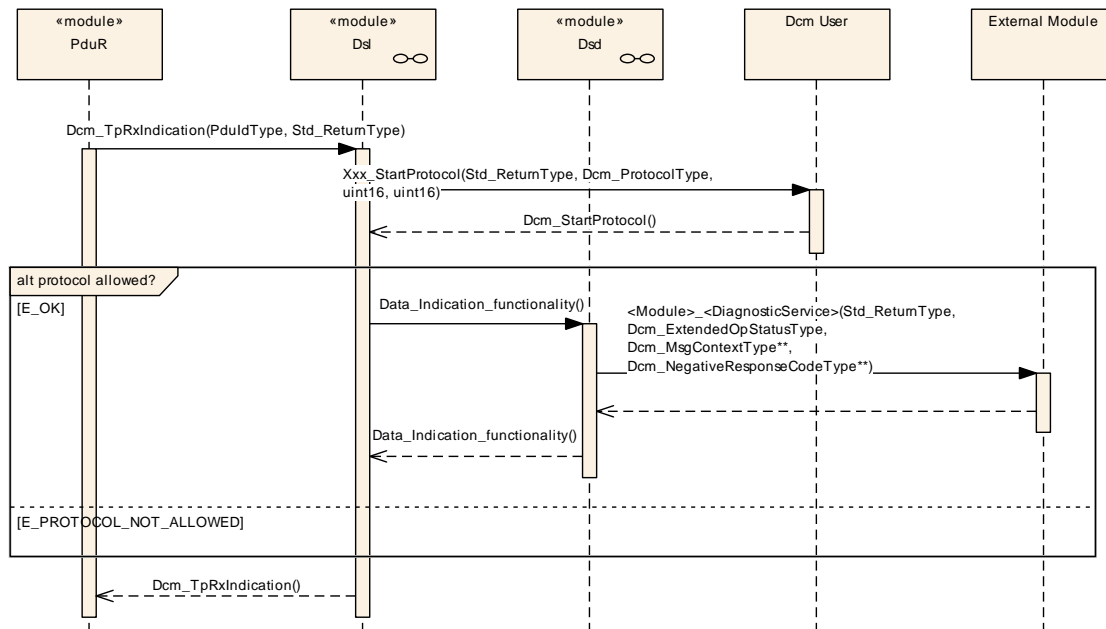 «module»
PduR
«module»
Dsl
«module»
Dsd
Dcm User
External Module
Dcm_TpRxIndication(PduIdType, Std_ReturnType)
Xxx_StartProtocol(Std_ReturnType, Dcm_ProtocolType,
uint16, uint16)
Dcm_StartProtocol()
alt protocol allowed?
[E_OK]
Data_Indication_functionality()
<Module>_<DiagnosticService>(Std_ReturnType,
Dcm_ExtendedOpStatusType,
Dcm_MsgContextType**,
Dcm_NegativeResponseCodeType**)
Data_Indication_functionality()
[E_PROTOCOL_NOT_ALLOWED]
Dcm_TpRxIndication()